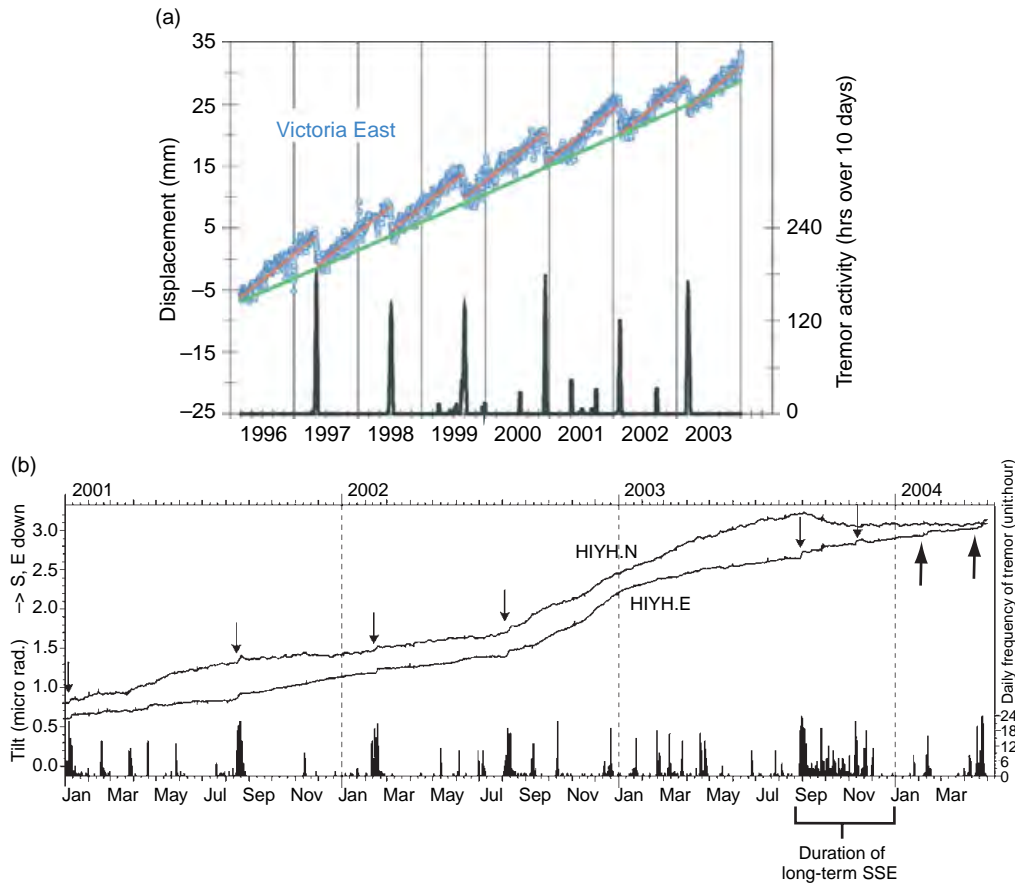 (a)
35
25
15
5
−5
−15
−25
Displacement (mm)
Victoria East
240
120
0
Tremor activity (hrs over 10 days)
1996 1997 1998 1999 2000 2001 2002 2003
(b)
2001 2002 2003 2004
3.0
2.5
2.0
1.5
1.0
0.5
0.0
Tilt (micro rad.) –> S, E down
HIYH.N
HIYH.E
24
18
12
6
0
Daily frequency of tremor (unit:hour)
Jan Mar May Jul Sep Nov Jan Mar May Jul Sep Nov Jan Mar May Jul Sep Nov Jan Mar
Duration of
long-term SSE